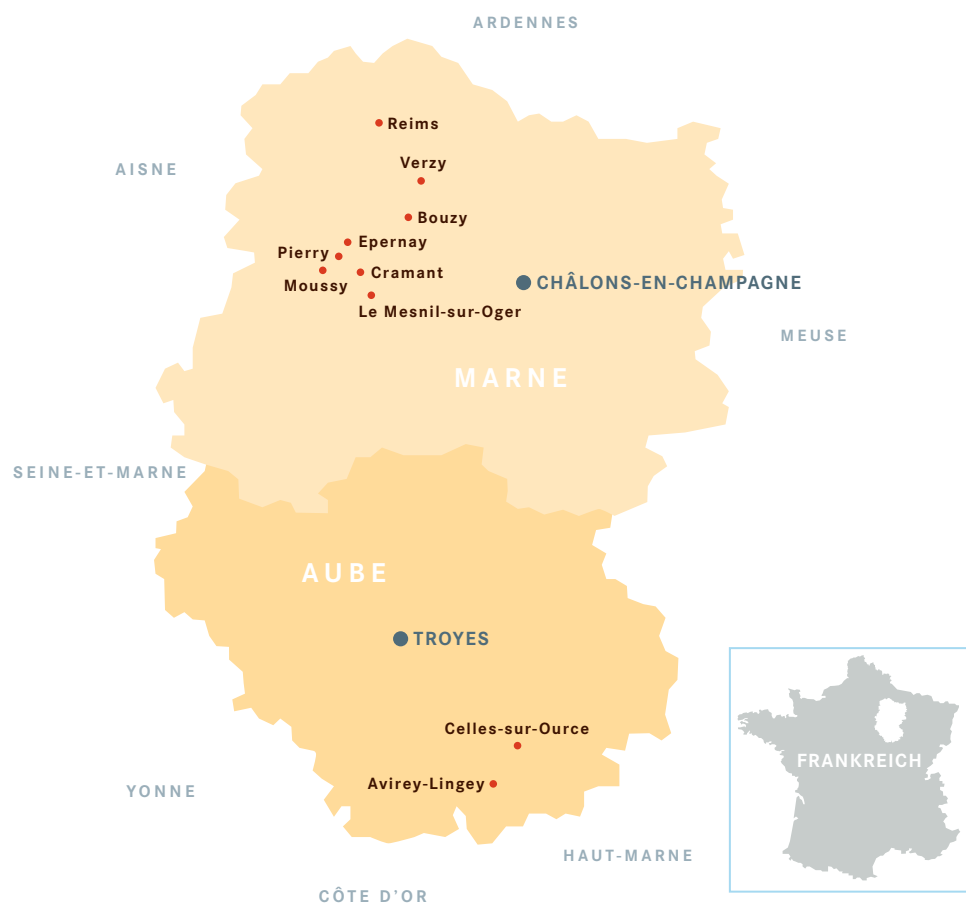 ARDENNES
Reims
Verzy
AISNE
Bouzy
Epernay
Pierry
Cramant
CHÂLONS-EN-CHAMPAGNE
Moussy
Le Mesnil-sur-Oger
MEUSE
MARNE
SEINE-ET-MARNE
AUBE
TROYES
Celles-sur-Ource
FRANKREICH
Avirey-Lingey
YONNE
HAUT-MARNE
CÔTE D'OR